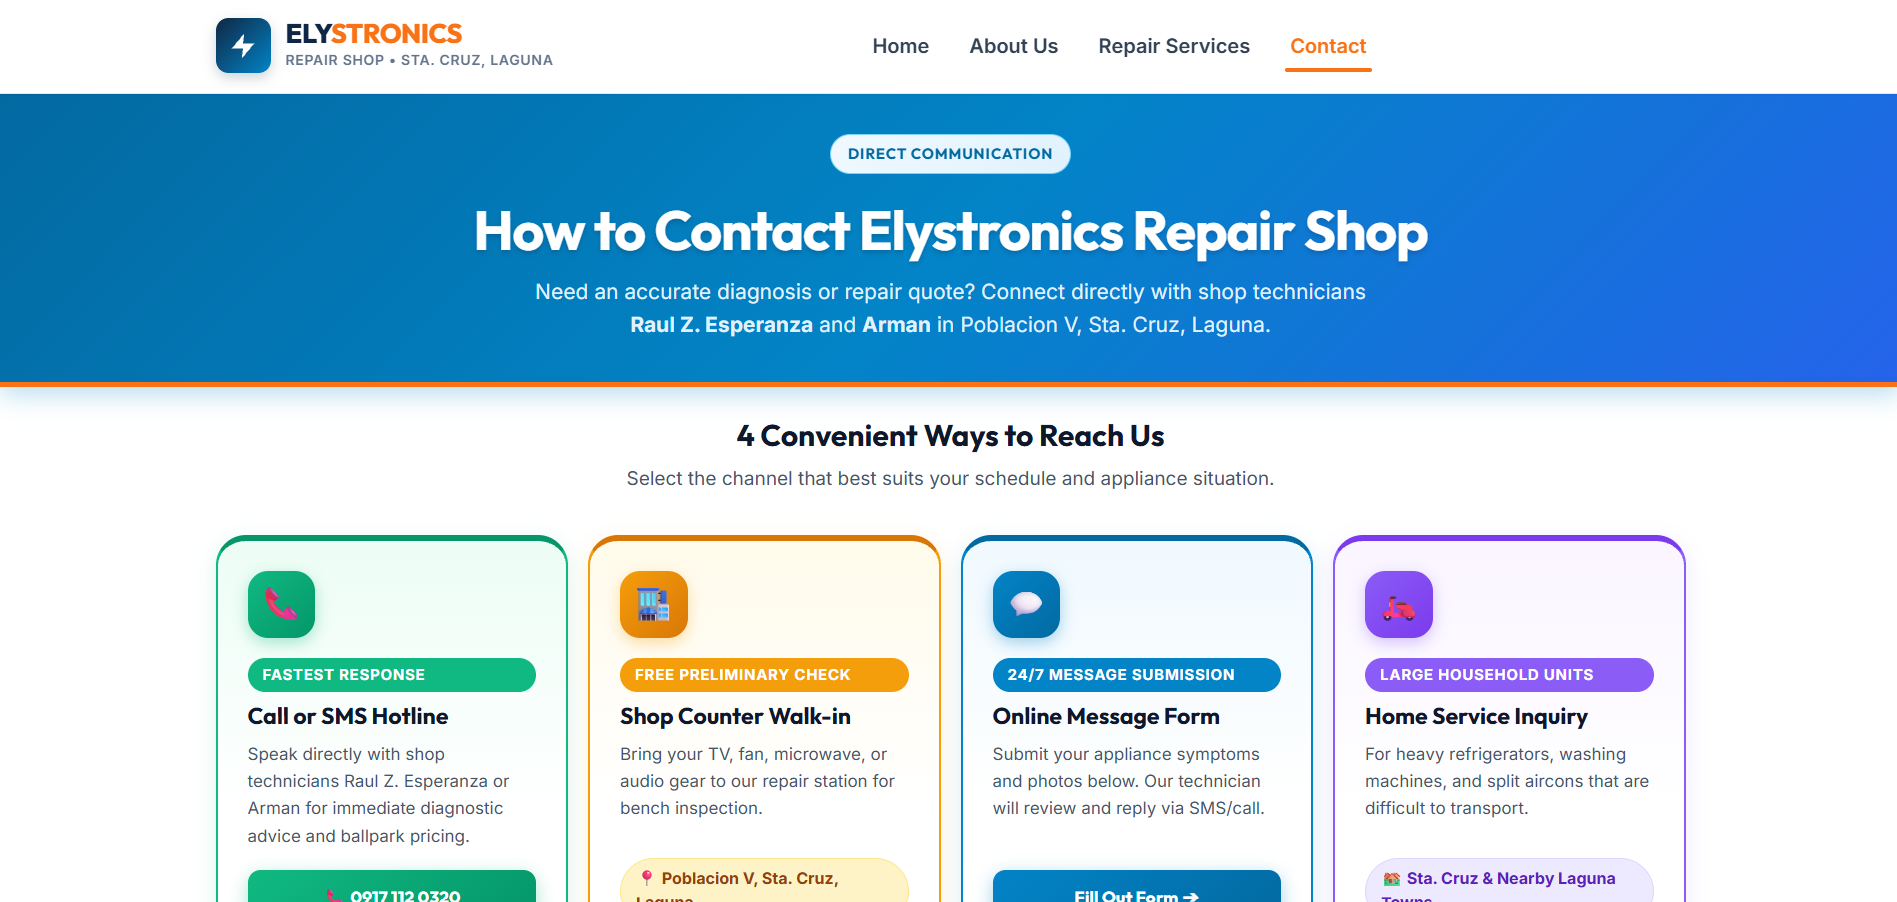 ELYSTRONICS
REPAIR SHOP • STA. CRUZ, LAGUNA
Home
About Us
Repair Services
Contact
DIRECT COMMUNICATION
How to Contact Elystronics Repair Shop
Need an accurate diagnosis or repair quote? Connect directly with shop technicians
Raul Z. Esperanza and Arman in Poblacion V, Sta. Cruz, Laguna.
4 Convenient Ways to Reach Us
Select the channel that best suits your schedule and appliance situation.
FASTEST RESPONSE
Call or SMS Hotline
Speak directly with shop
technicians Raul Z. Esperanza or
Arman for immediate diagnostic
advice and ballpark pricing.
0917 112 0320
FREE PRELIMINARY CHECK
Shop Counter Walk-in
Bring your TV, fan, microwave, or
audio gear to our repair station for
bench inspection.
Poblacion V, Sta. Cruz,
Laguna
24/7 MESSAGE SUBMISSION
Online Message Form
Submit your appliance symptoms
and photos below. Our technician
will review and reply via SMS/call.
Fill Out Form →
LARGE HOUSEHOLD UNITS
Home Service Inquiry
For heavy refrigerators, washing
machines, and split aircons that are
difficult to transport.
Sta. Cruz & Nearby Laguna
Towns